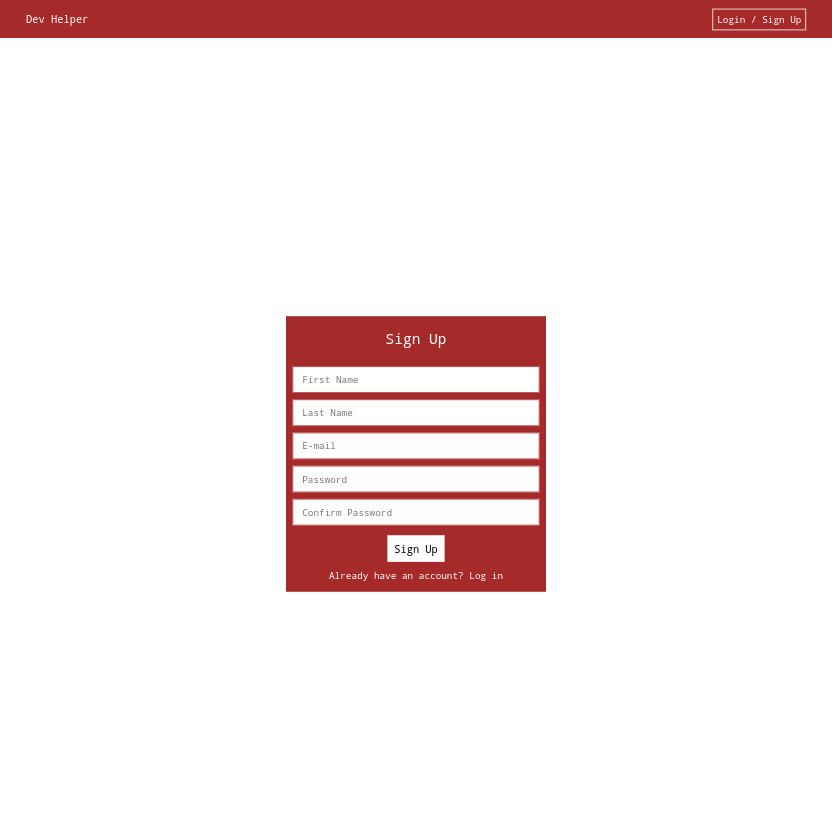 Dev Helper
Login / Sign Up
Sign Up
First Name
Last Name
E-mail
Password
Confirm Password
Sign Up
Already have an account? Log in